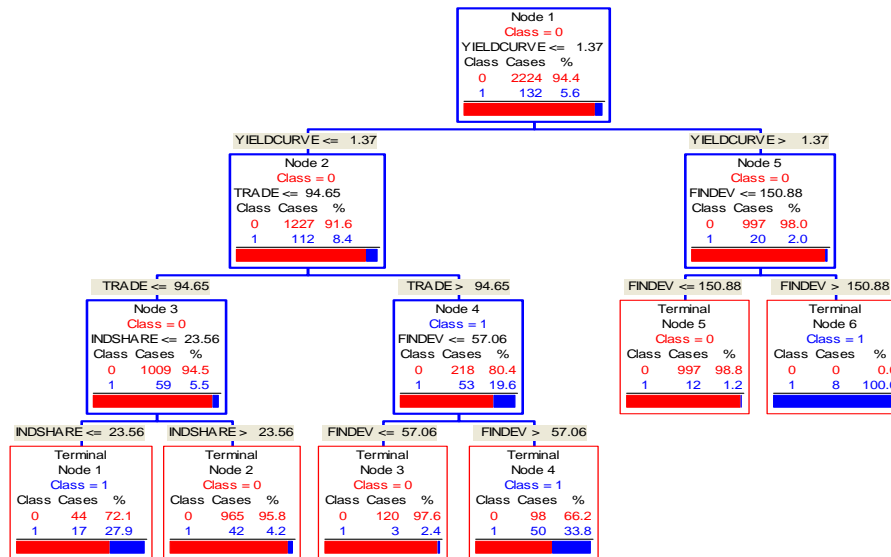 Node 1
Class = 0
YIELDCURVE <= 1.37
Class Cases %
0 2224 94.4
1 132 5.6
YIELDCURVE <= 1.37
YIELDCURVE > 1.37
Node 2
Class = 0
TRADE <= 94.65
Class Cases %
0 1227 91.6
1 112 8.4
Node 5
Class = 0
FINDEV <= 150.88
Class Cases %
0 997 98.0
1 20 2.0
TRADE <= 94.65
TRADE > 94.65
FINDEV <= 150.88
FINDEV > 150.88
Node 3
Class = 0
INDSHARE <= 23.56
Class Cases %
0 1009 94.5
1 59 5.5
Node 4
Class = 1
FINDEV <= 57.06
Class Cases %
0 218 80.4
1 53 19.6
Terminal
Node 5
Class = 0
Class Cases %
0 997 98.8
1 12 1.2
Terminal
Node 6
Class = 1
Class Cases %
0 0 0.0
1 8 100.0
INDSHARE <= 23.56
INDSHARE > 23.56
FINDEV <= 57.06
FINDEV > 57.06
Terminal
Node 1
Class = 1
Class Cases %
0 44 72.1
1 17 27.9
Terminal
Node 2
Class = 0
Class Cases %
0 965 95.8
1 42 4.2
Terminal
Node 3
Class = 0
Class Cases %
0 120 97.6
1 3 2.4
Terminal
Node 4
Class = 1
Class Cases %
0 98 66.2
1 50 33.8